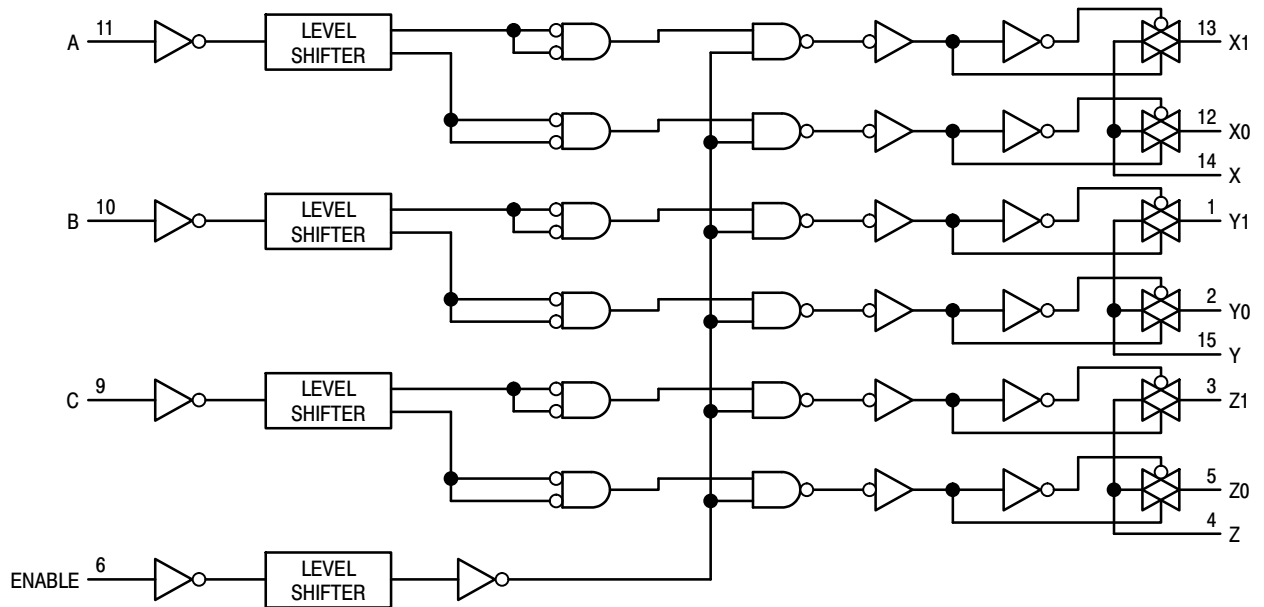 A 11 LEVEL SHIFTER 13 X1
12 X0
14 X
B 10 LEVEL SHIFTER 1 Y1
2 Y0
15 Y
C 9 LEVEL SHIFTER 3 Z1
5 Z0
4 Z
ENABLE 6 LEVEL SHIFTER